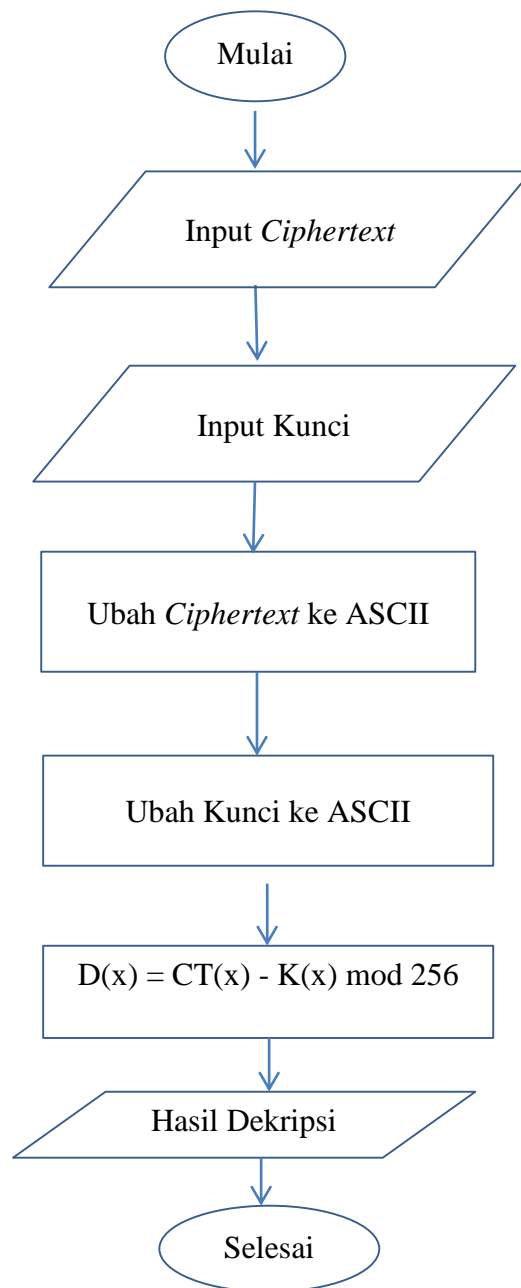 Mulai
Input Ciphertext
Input Kunci
Ubah Ciphertext ke ASCII
Ubah Kunci ke ASCII
D(x) = CT(x) - K(x) mod 256
Hasil Dekripsi
Selesai